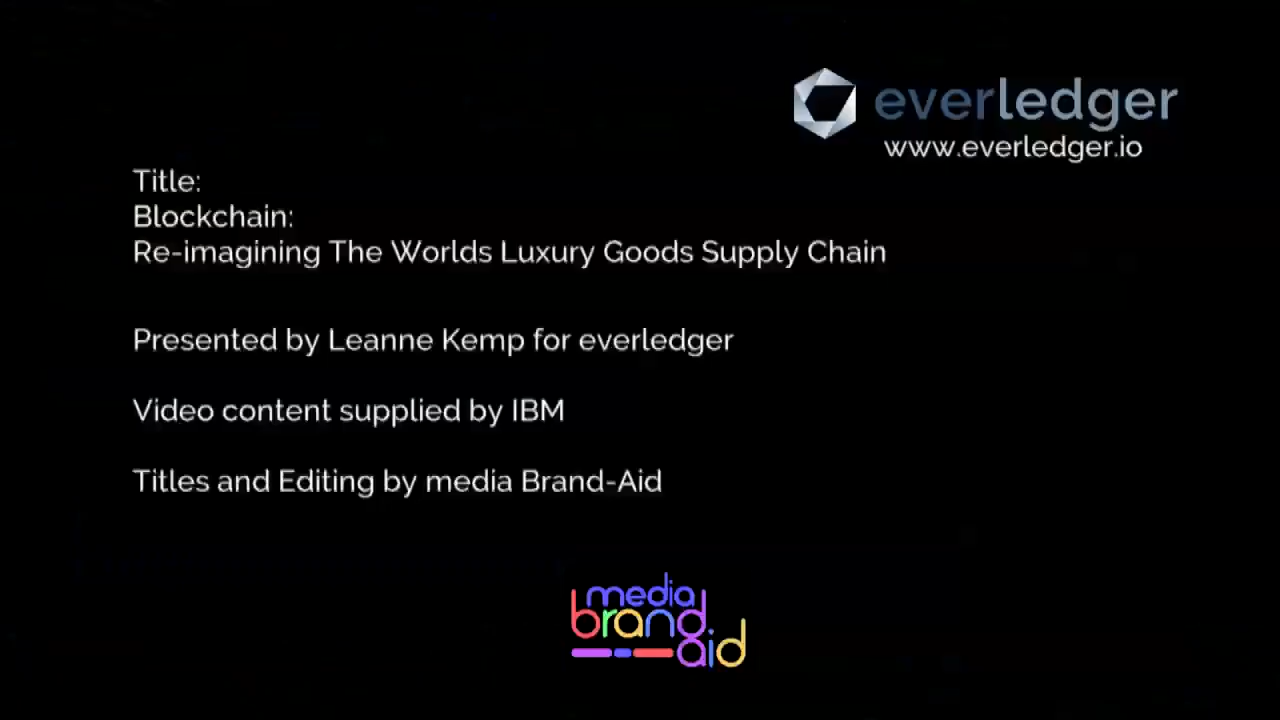 everledger
www.everledger.io
Title:
Blockchain:
Re-imagining The Worlds Luxury Goods Supply Chain
Presented by Leanne Kemp for everledger
Video content supplied by IBM
Titles and Editing by media Brand-Aid
media
brand
aid